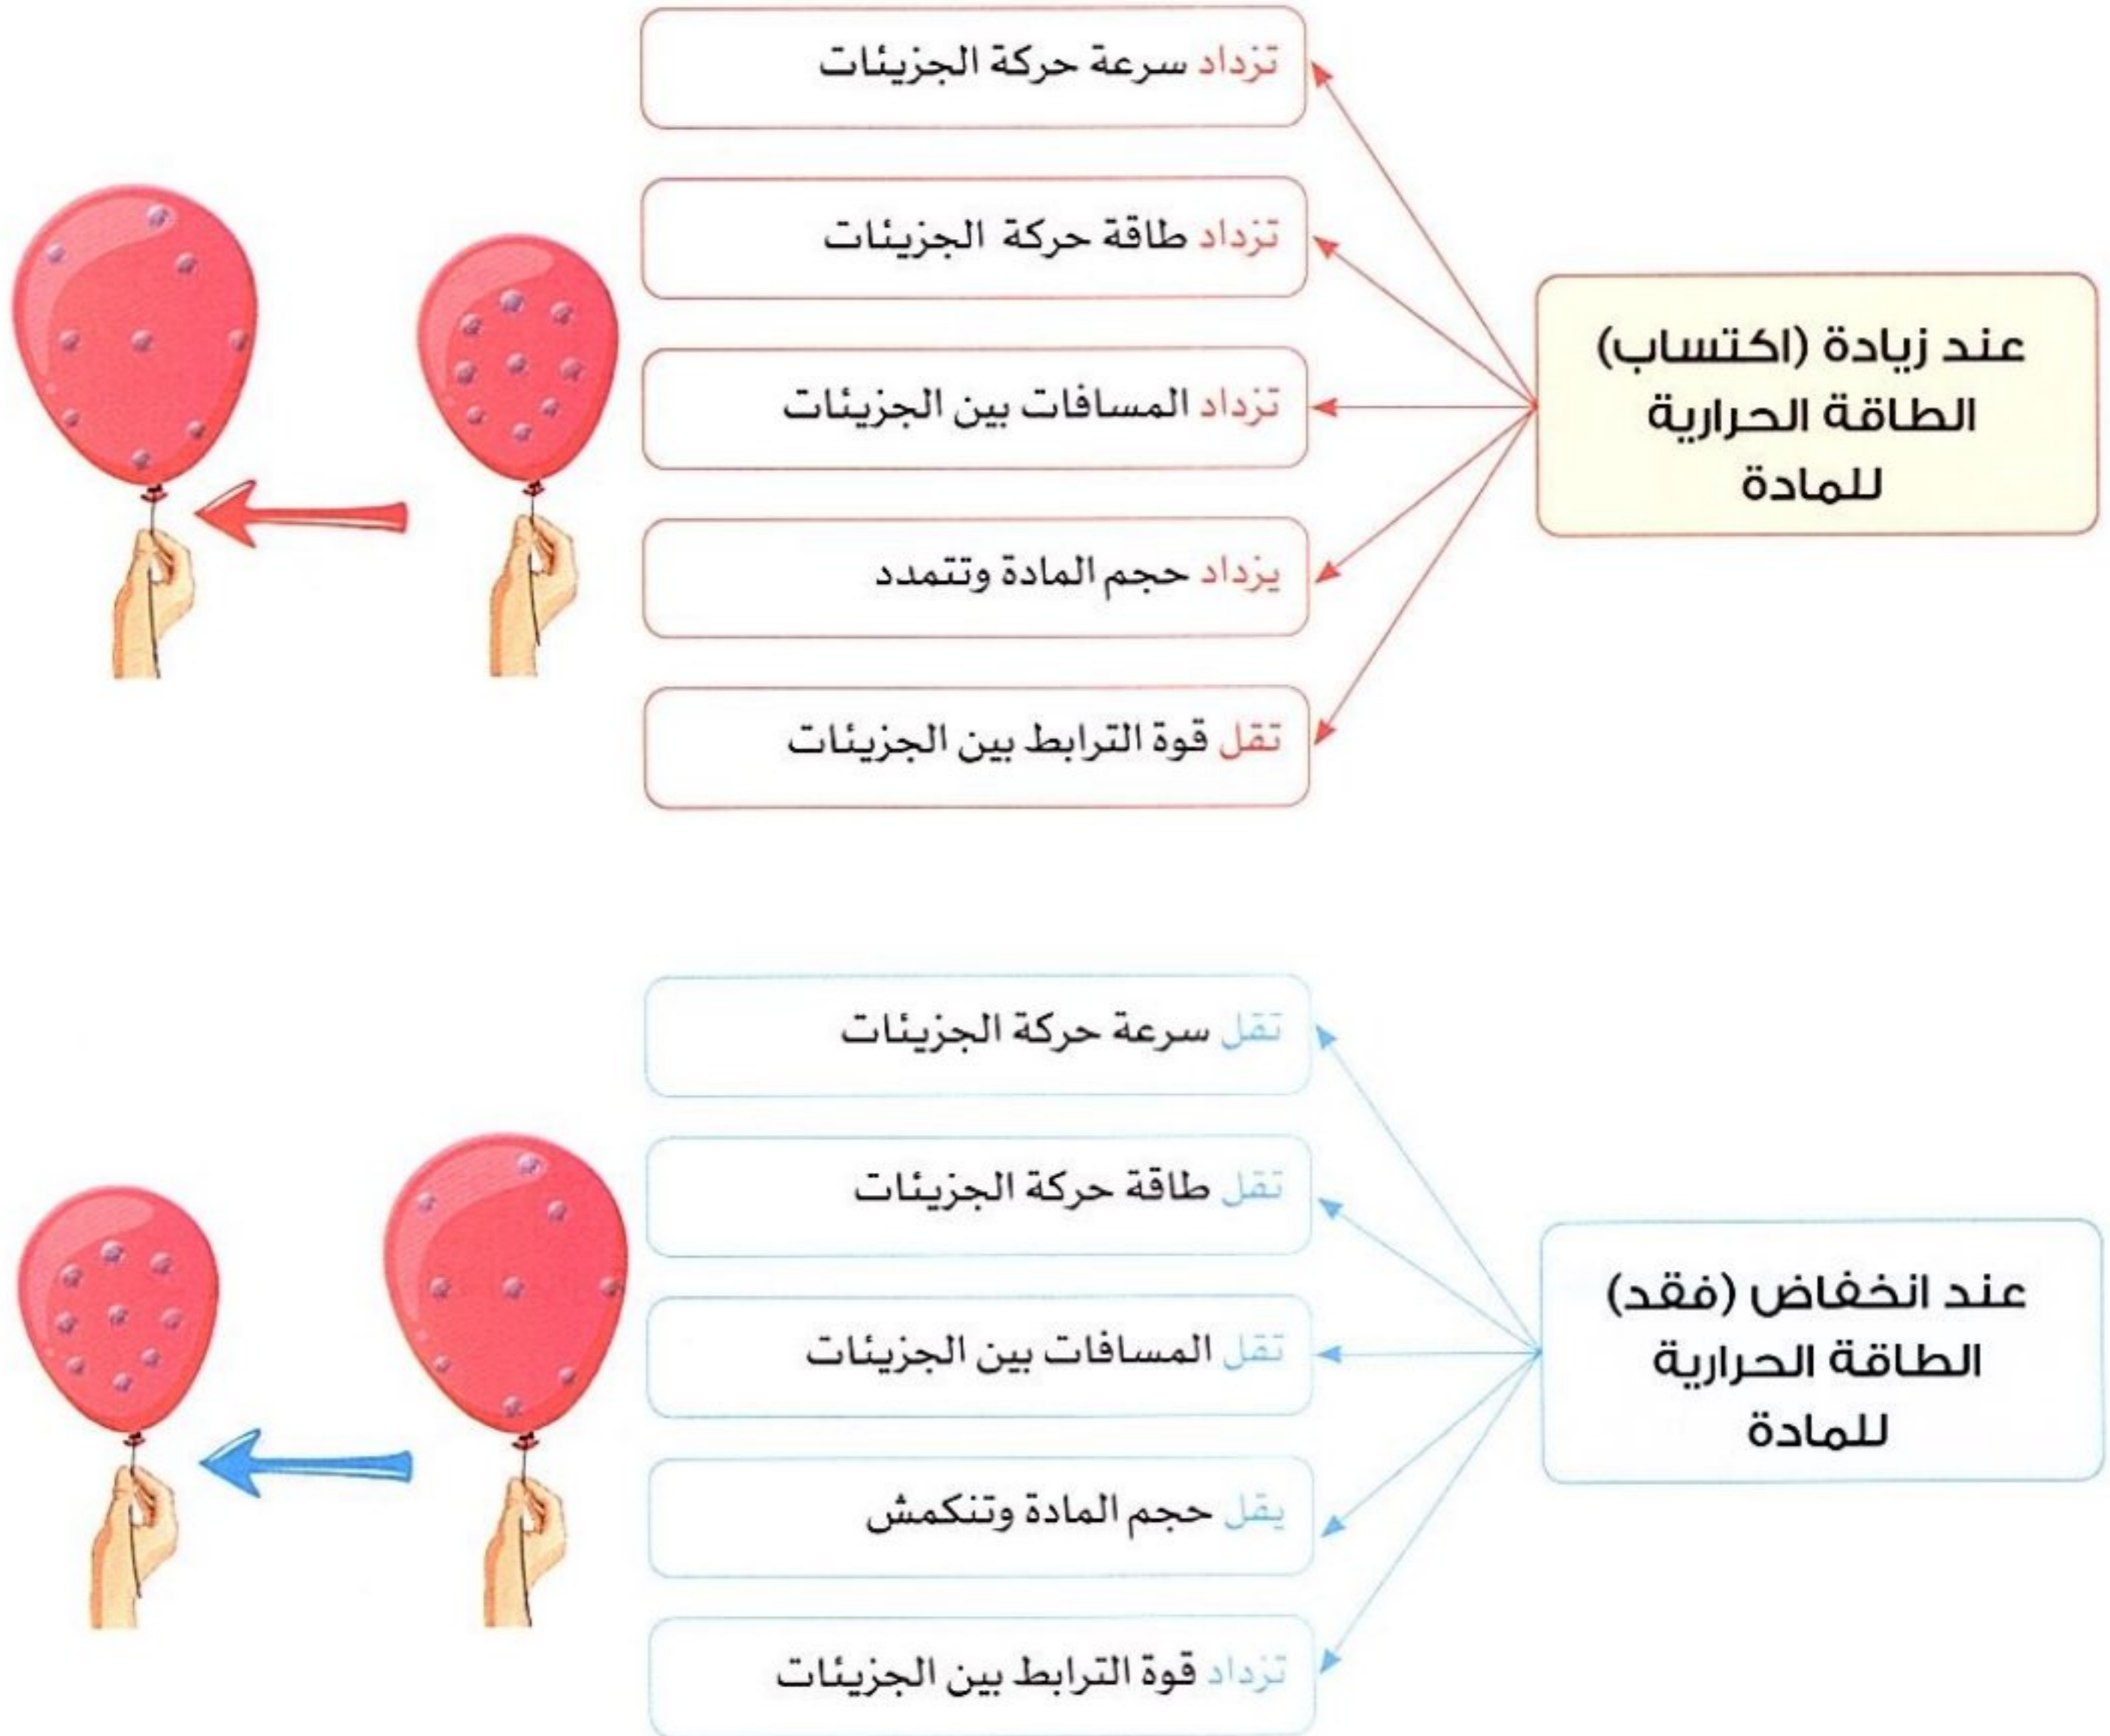 عند زيادة (اكتساب)
الطاقة الحرارية
للمادة
تزداد سرعة حركة الجزيئات
تزداد طاقة حركة الجزيئات
تزداد المسافات بين الجزيئات
يزداد حجم المادة وتتمدد
تقل قوة الترابط بين الجزيئات
عند انخفاض (فقد)
الطاقة الحرارية
للمادة
تقل سرعة حركة الجزيئات
تقل طاقة حركة الجزيئات
تقل المسافات بين الجزيئات
يقل حجم المادة وتنكمش
تزداد قوة الترابط بين الجزيئات